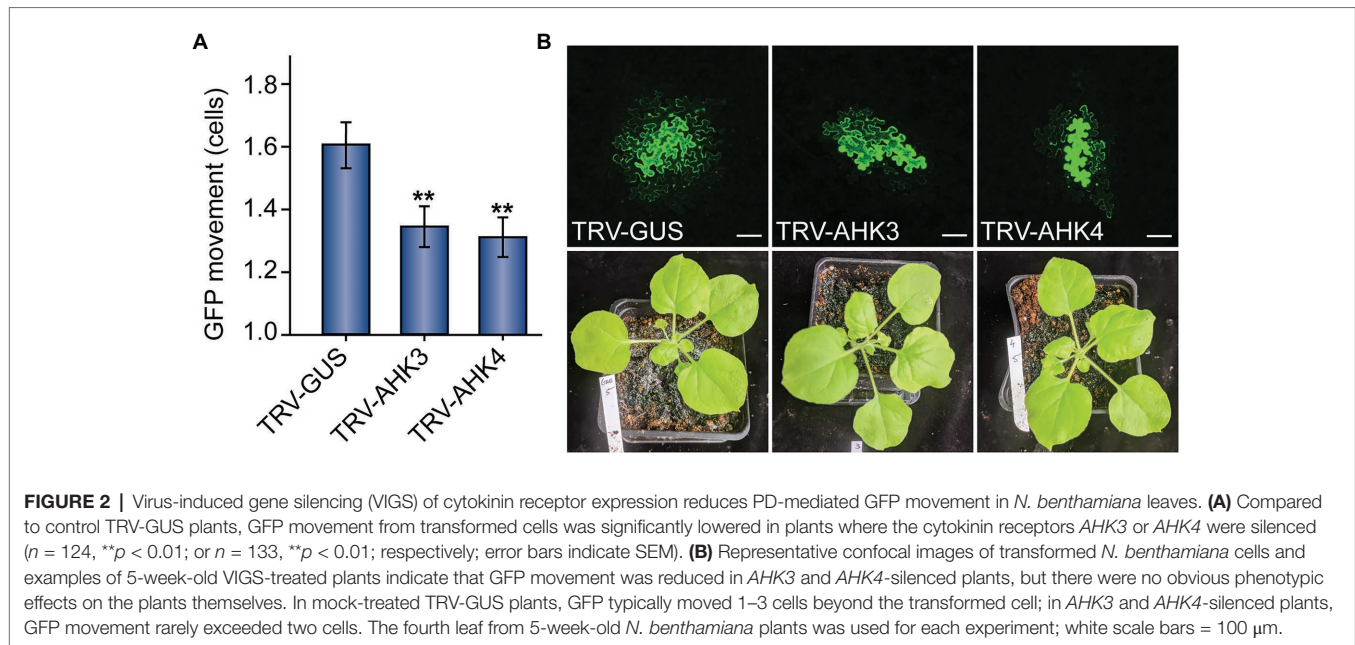 A
B
GFP movement (cells)
1.8
1.6
1.4
1.2
1.0
**
**
TRV-GUS
TRV-AHK3
TRV-AHK4
TRV-GUS
TRV-AHK3
TRV-AHK4
5
3
4
5
FIGURE 2 | Virus-induced gene silencing (VIGS) of cytokinin receptor expression reduces PD-mediated GFP movement in N. benthamiana leaves. (A) Compared
to control TRV-GUS plants, GFP movement from transformed cells was significantly lowered in plants where the cytokinin receptors AHK3 or AHK4 were silenced
(n = 124, **p < 0.01; or n = 133, **p < 0.01; respectively; error bars indicate SEM). (B) Representative confocal images of transformed N. benthamiana cells and
examples of 5-week-old VIGS-treated plants indicate that GFP movement was reduced in AHK3 and AHK4-silenced plants, but there were no obvious phenotypic
effects on the plants themselves. In mock-treated TRV-GUS plants, GFP typically moved 1–3 cells beyond the transformed cell; in AHK3 and AHK4-silenced plants,
GFP movement rarely exceeded two cells. The fourth leaf from 5-week-old N. benthamiana plants was used for each experiment; white scale bars = 100 μm.